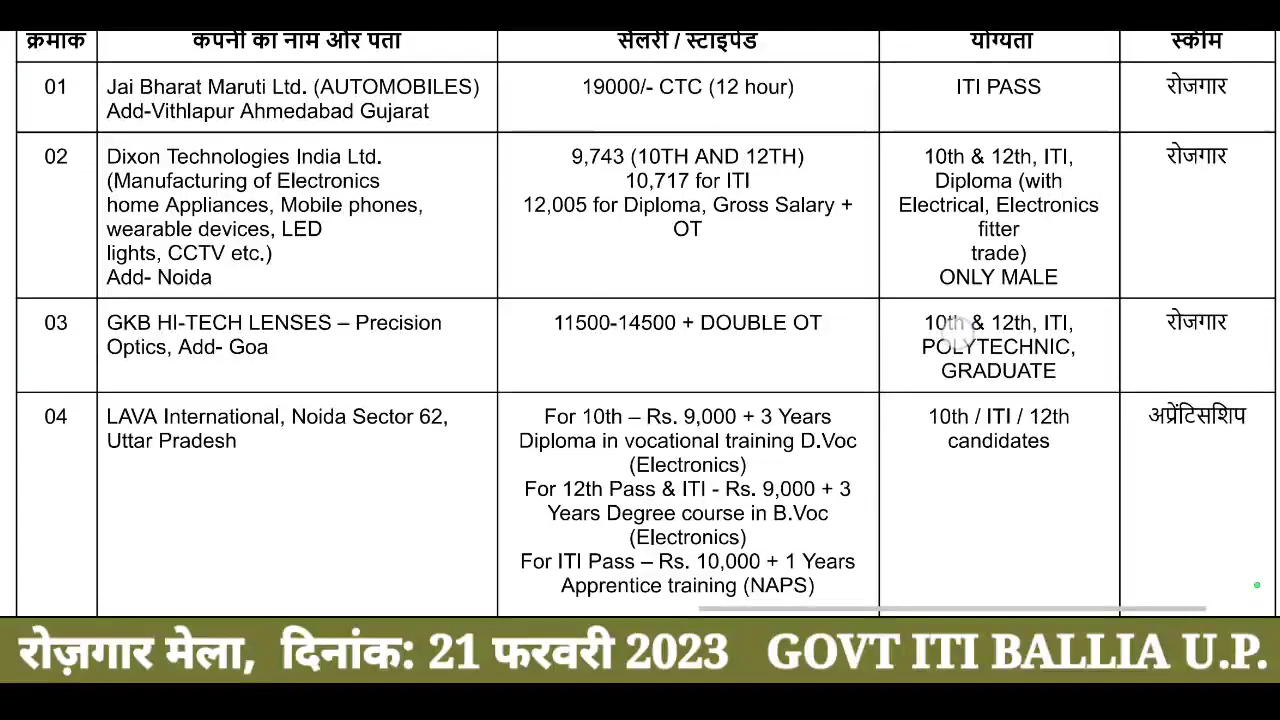 क्रमांक कंपनी का नाम और पता सैलरी / स्टाइपेंड योग्यता स्कीम
01 Jai Bharat Maruti Ltd. (AUTOMOBILES) 19000/- CTC (12 hour) ITI PASS रोजगार
Add-Vithlapur Ahmedabad Gujarat
02 Dixon Technologies India Ltd. 9,743 (10TH AND 12TH) 10th & 12th, ITI, रोजगार
(Manufacturing of Electronics 10,717 for ITI Diploma (with
home Appliances, Mobile phones, 12,005 for Diploma, Gross Salary + Electrical, Electronics
wearable devices, LED OT fitter
lights, CCTV etc.) trade)
Add- Noida ONLY MALE
03 GKB HI-TECH LENSES – Precision 11500-14500 + DOUBLE OT 10th & 12th, ITI, रोजगार
Optics, Add- Goa POLYTECHNIC,
GRADUATE
04 LAVA International, Noida Sector 62, For 10th – Rs. 9,000 + 3 Years 10th / ITI / 12th अप्रेंटिसशिप
Uttar Pradesh Diploma in vocational training D.Voc candidates
(Electronics)
For 12th Pass & ITI - Rs. 9,000 + 3
Years Degree course in B.Voc
(Electronics)
For ITI Pass – Rs. 10,000 + 1 Years
Apprentice training (NAPS)
रोज़गार मेला, दिनांक: 21 फरवरी 2023 GOVT ITI BALLIA U.P.